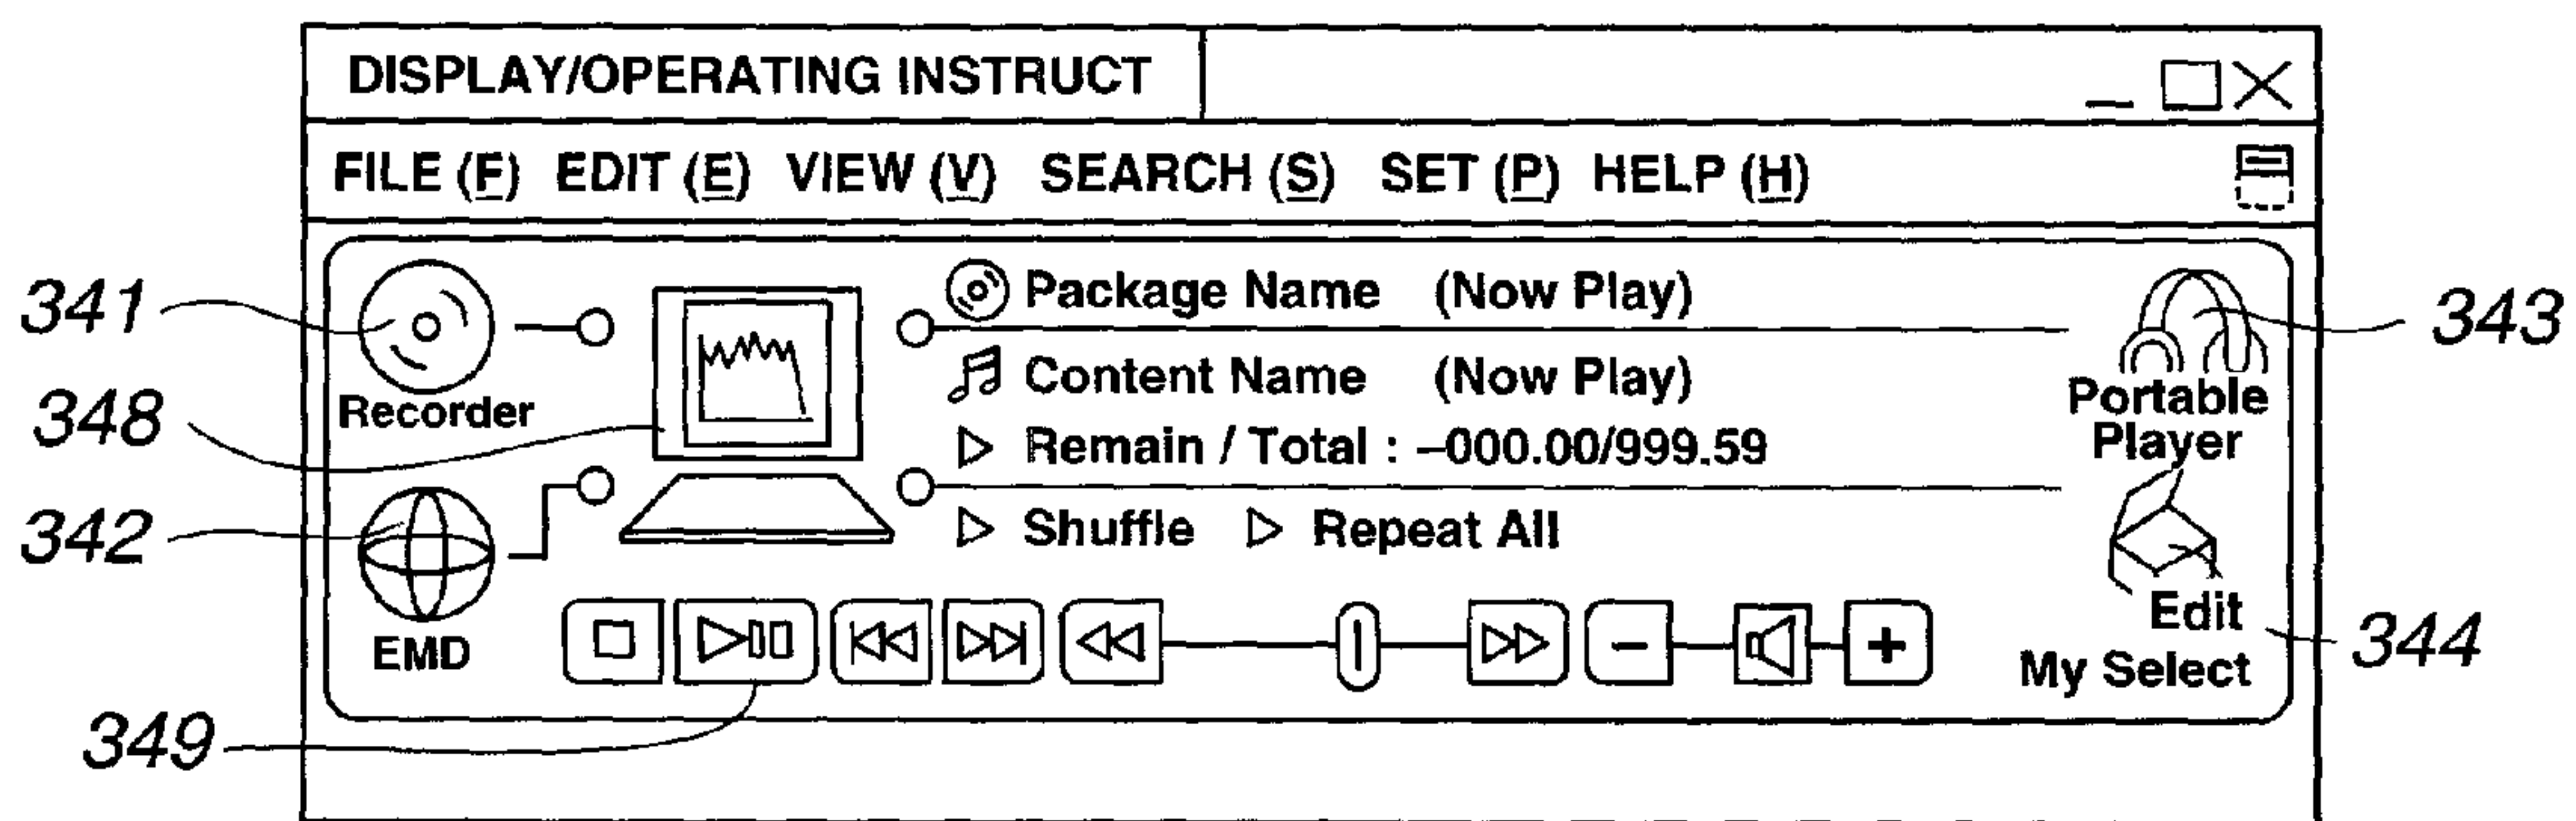 DISPLAY/OPERATING INSTRUCT
FILE (F) EDIT (E) VIEW (V) SEARCH (S) SET (P) HELP (H)
341
Package Name (Now Play)
343
Content Name (Now Play)
348
Recorder
Portable
Player
Remain / Total : –000.00/999.59
342
Shuffle Repeat All
EMD
Edit
344
My Select
349